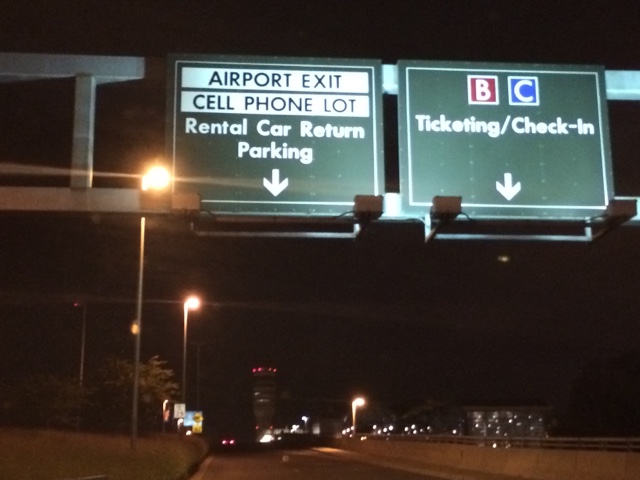 AIRPORT EXIT
CELL PHONE LOT
Rental Car Return
Parking
B C
Ticketing/Check-In